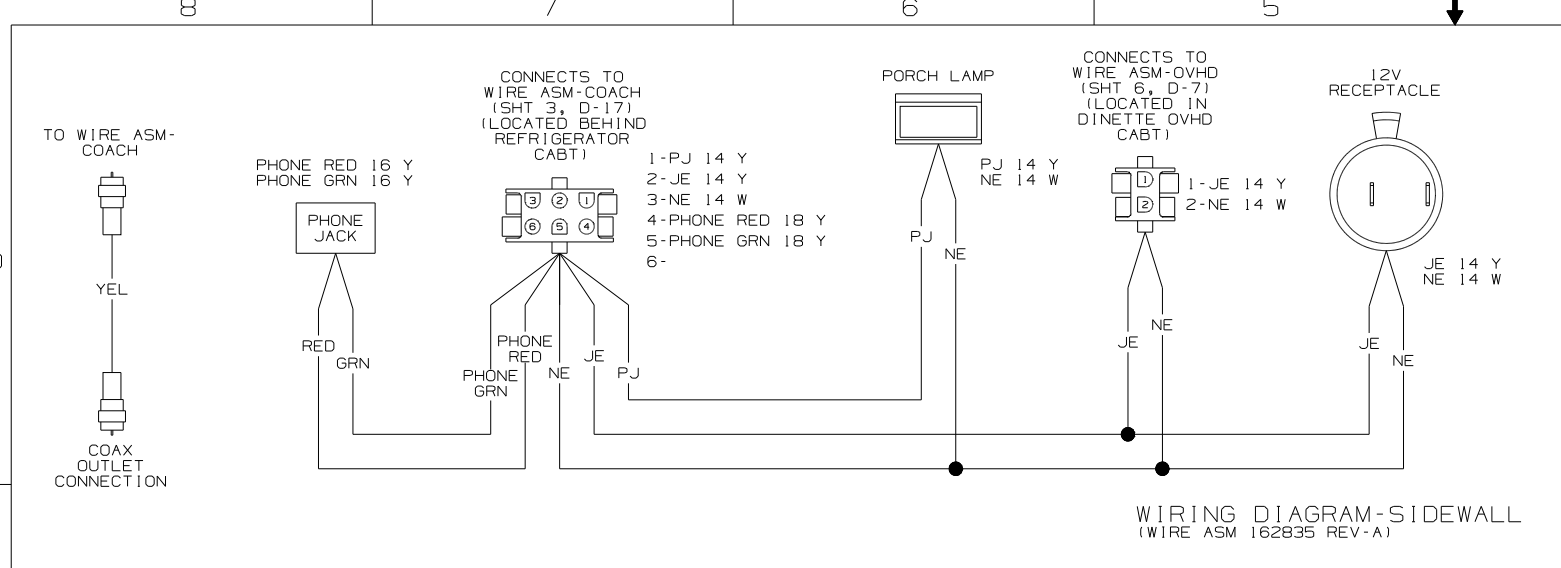 8
7
6
5
TO WIRE ASM-
COACH
YEL
COAX
OUTLET
CONNECTION
PHONE RED 16 Y
PHONE GRN 16 Y
PHONE
JACK
RED
GRN
CONNECTS TO
WIRE ASM-COACH
(SHT 3, D-17)
(LOCATED BEHIND
REFRIGERATOR
CABT)
3 2 1
6 5 4
1-PJ 14 Y
2-JE 14 Y
3-NE 14 W
4-PHONE RED 18 Y
5-PHONE GRN 18 Y
6-
PHONE
GRN
PHONE
RED
NE
JE
PJ
PORCH LAMP
PJ 14 Y
NE 14 W
PJ
NE
CONNECTS TO
WIRE ASM-OVHD
(SHT 6, D-7)
(LOCATED IN
DINETTE OVHD
CABT)
1
2
1-JE 14 Y
2-NE 14 W
JE
NE
12V
RECEPTACLE
JE 14 Y
NE 14 W
JE
NE
WIRING DIAGRAM-SIDEWALL
(WIRE ASM 162835 REV-A)